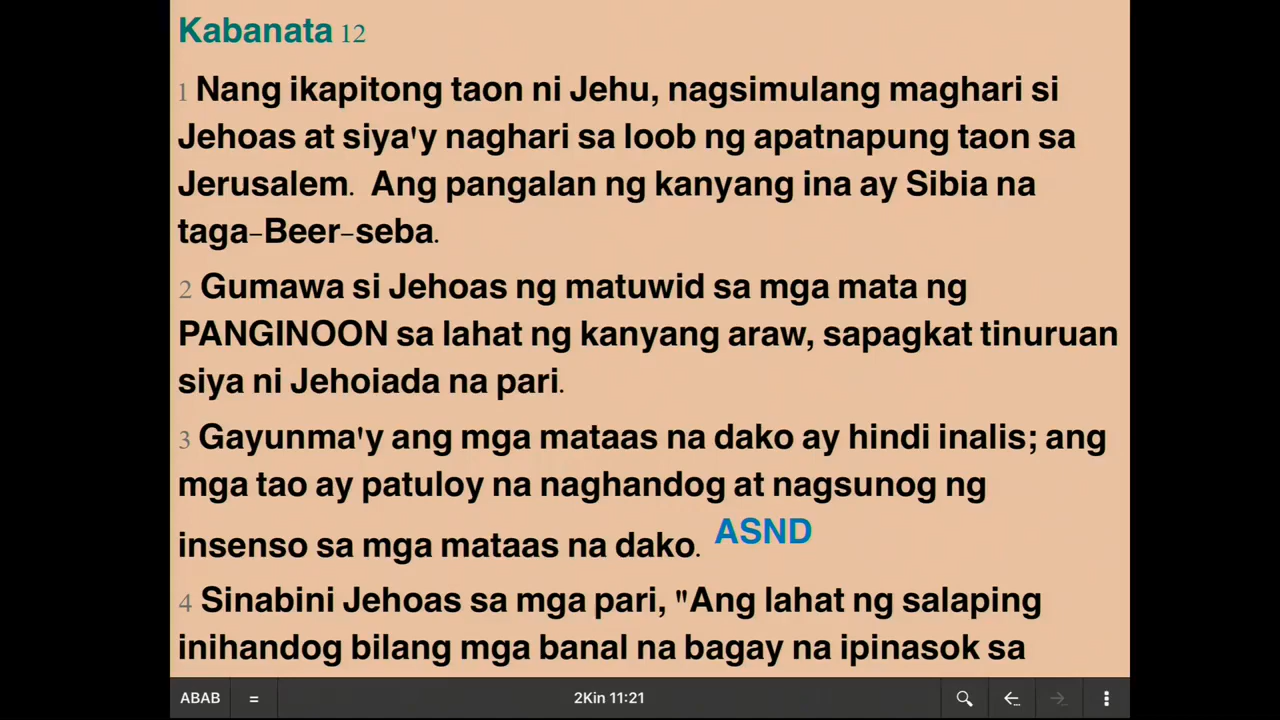 Kabanata 12
1 Nang ikapitong taon ni Jehu, nagsimulang maghari si
Jehoas at siya'y naghari sa loob ng apatnapung taon sa
Jerusalem.  Ang pangalan ng kanyang ina ay Sibia na
taga-Beer-seba.
2 Gumawa si Jehoas ng matuwid sa mga mata ng
PANGINOON sa lahat ng kanyang araw, sapagkat tinuruan
siya ni Jehoiada na pari.
3 Gayunma'y ang mga mataas na dako ay hindi inalis; ang
mga tao ay patuloy na naghandog at nagsunog ng
insenso sa mga mataas na dako. ASND
4 Sinabini Jehoas sa mga pari, "Ang lahat ng salaping
inihandog bilang mga banal na bagay na ipinasok sa
ABAB = 2Kin 11:21